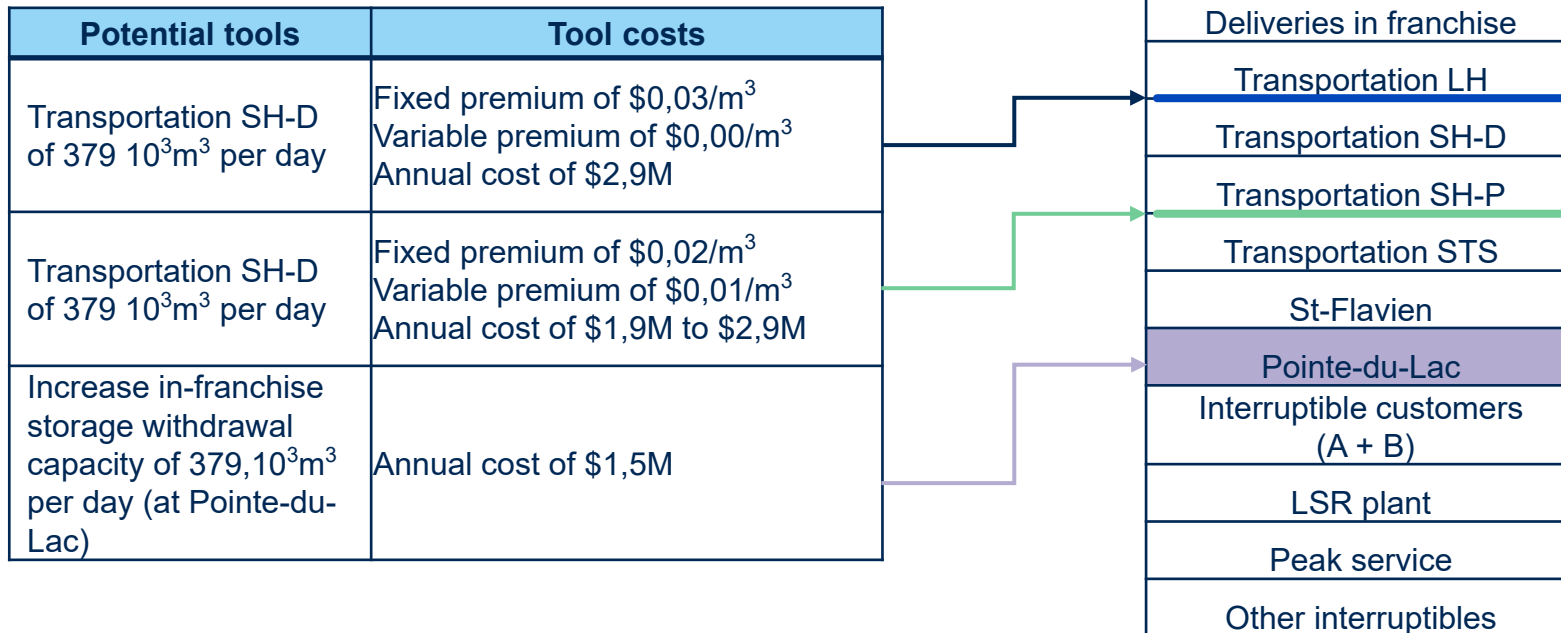 Potential tools
Tool costs
Transportation SH-D
of 379 10³m³ per day
Fixed premium of $0,03/m³
Variable premium of $0,00/m³
Annual cost of $2,9M
Transportation SH-D
of 379 10³m³ per day
Fixed premium of $0,02/m³
Variable premium of $0,01/m³
Annual cost of $1,9M to $2,9M
Increase in-franchise
storage withdrawal
capacity of 379,10³m³
per day (at Pointe-du-
Lac)
Annual cost of $1,5M
Deliveries in franchise
Transportation LH
Transportation SH-D
Transportation SH-P
Transportation STS
St-Flavien
Pointe-du-Lac
Interruptible customers
(A + B)
LSR plant
Peak service
Other interruptibles